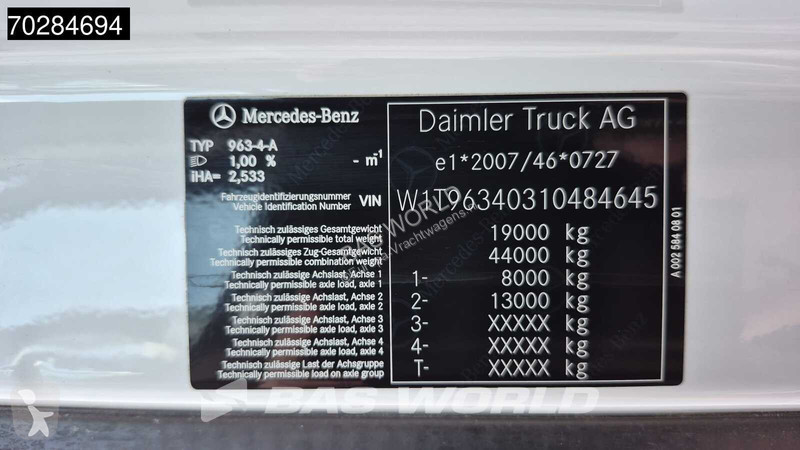 70284694
Mercedes-Benz
TYP 963-4-A
1,00 % - m⁻¹
iHA= 2,533
Fahrzeugidentifizierungsnummer
Vehicle Identification Number VIN
Technisch zulässiges Gesamtgewicht
Technically permissible total weight
Technisch zulässiges Zug-Gesamtgewicht
Technically permissible combination weight
Technisch zulässige Achslast, Achse 1
Technically permissible axle load, axle 1
Technisch zulässige Achslast, Achse 2
Technically permissible axle load, axle 2
Technisch zulässige Achslast, Achse 3
Technically permissible axle load, axle 3
Technisch zulässige Achslast, Achse 4
Technically permissible axle load, axle 4
Technisch zulässige Last der Achsgruppe
Technically permissible load on axle group
Daimler Truck AG
e1*2007/46*0727
W1T96340310484645
19000 kg
44000 kg
1- 8000 kg
2- 13000 kg
3- XXXXX kg
4- XXXXX kg
T- XXXXX kg
A 002 584 08 01
BAS WORLD